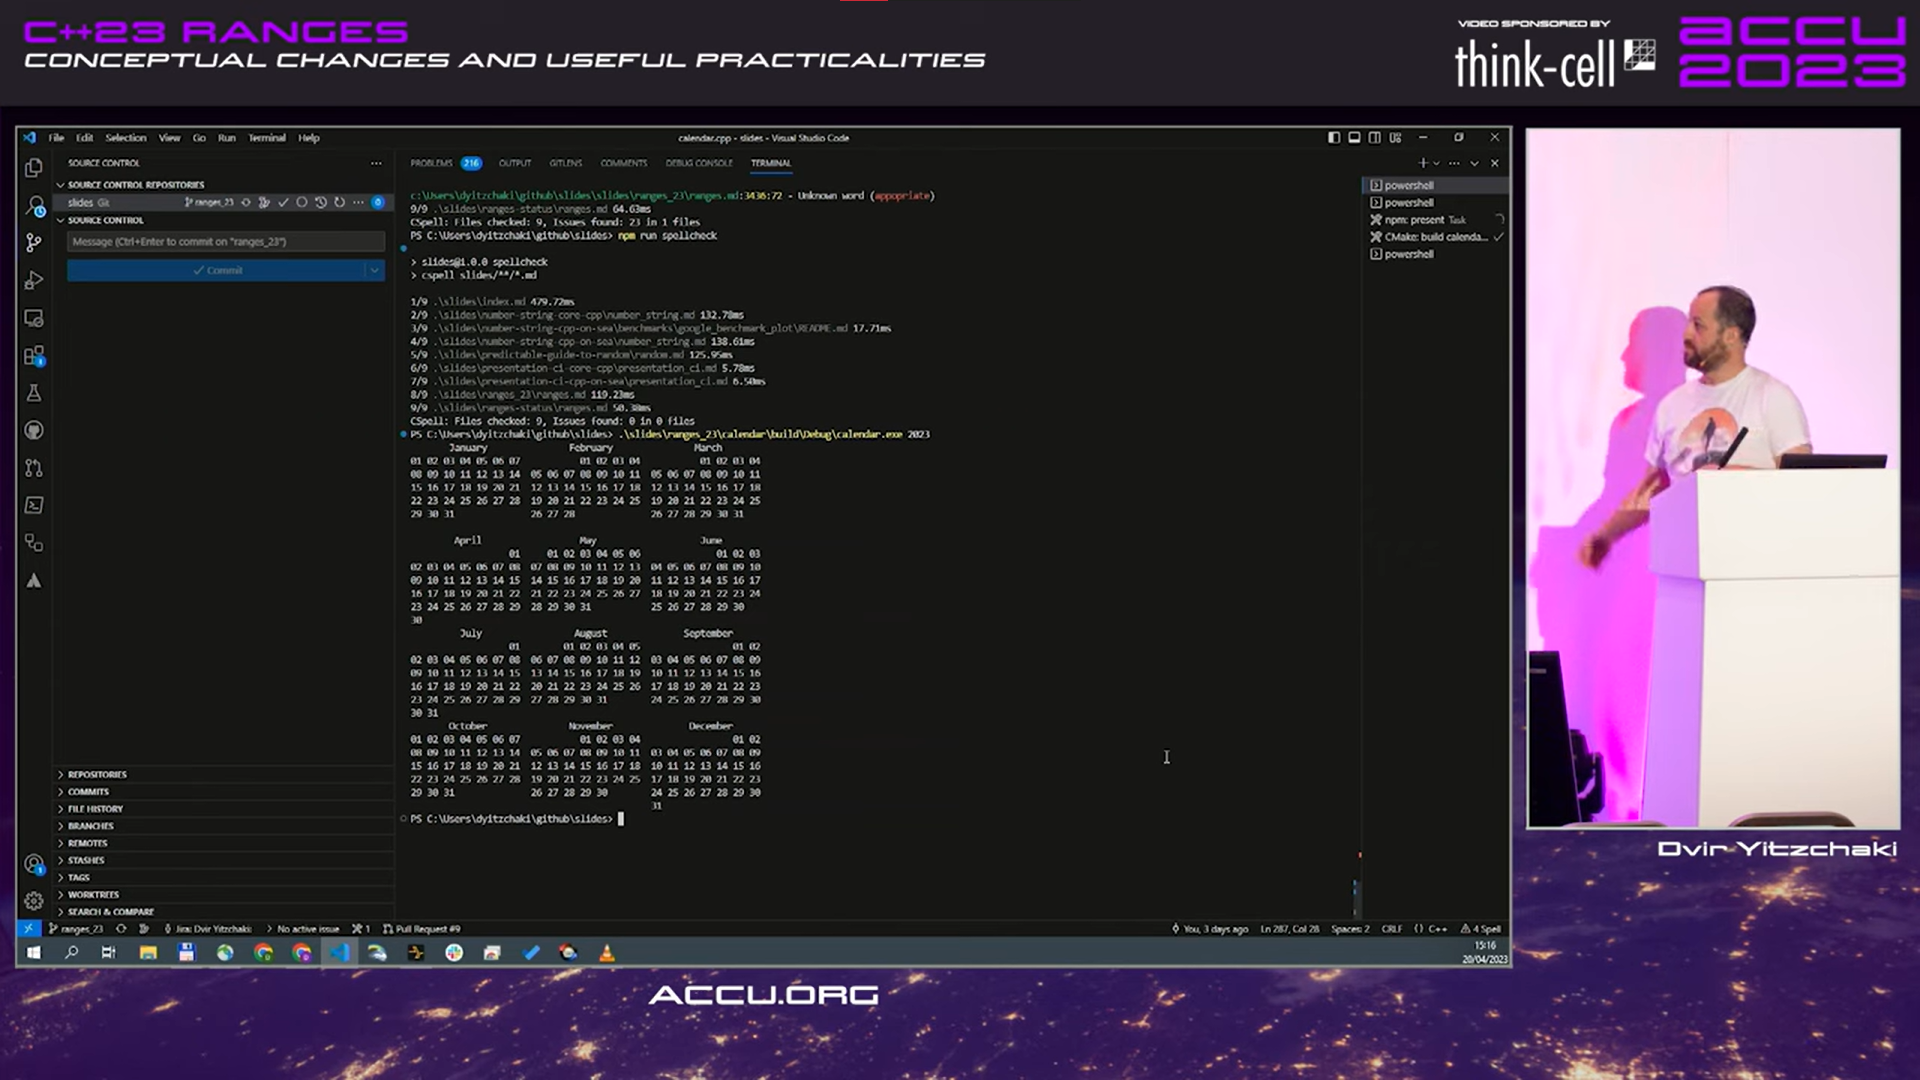 C++23 RANGES
CONCEPTUAL CHANGES AND USEFUL PRACTICALITIES
VIDEO SPONSORED BY
think-cell
ACCU
2023
File Edit Selection View Go Run Terminal Help
calendar.cpp - slides - Visual Studio Code
SOURCE CONTROL
SOURCE CONTROL REPOSITORIES
slides Git
ranges_23
SOURCE CONTROL
Message (Ctrl+Enter to commit on "ranges_23")
Commit
REPOSITORIES
COMMITS
FILE HISTORY
BRANCHES
REMOTES
STASHES
TAGS
WORKTREES
SEARCH & COMPARE
PROBLEMS 216 OUTPUT GITLENS COMMENTS DEBUG CONSOLE TERMINAL
c:\Users\dyitzchaki\github\slides\slides\ranges_23\ranges.md:3436:72 - Unknown word (appopriate)
9/9 .\slides\ranges-status\ranges.md 64.63ms
CSpell: Files checked: 9, Issues found: 23 in 1 files
PS C:\Users\dyitzchaki\github\slides> npm run spellcheck
> slides@1.0.0 spellcheck
> cspell slides/**/*.md
1/9 .\slides\index.md 479.72ms
2/9 .\slides\number-string-core-cpp\number_string.md 132.78ms
3/9 .\slides\number-string-cpp-on-sea\benchmarks\google_benchmark_plot\README.md 17.71ms
4/9 .\slides\number-string-cpp-on-sea\number_string.md 138.61ms
5/9 .\slides\predictable-guide-to-random\random.md 125.95ms
6/9 .\slides\presentation-ci-core-cpp\presentation_ci.md 5.78ms
7/9 .\slides\presentation-ci-cpp-on-sea\presentation_ci.md 6.50ms
8/9 .\slides\ranges_23\ranges.md 119.23ms
9/9 .\slides\ranges-status\ranges.md 50.38ms
CSpell: Files checked: 9, Issues found: 0 in 0 files
PS C:\Users\dyitzchaki\github\slides> .\slides\ranges_23\calendar\build\Debug\calendar.exe 2023
January February March
01 02 03 04 05 06 07 01 02 03 04 01 02 03 04
08 09 10 11 12 13 14 05 06 07 08 09 10 11 05 06 07 08 09 10 11
15 16 17 18 19 20 21 12 13 14 15 16 17 18 12 13 14 15 16 17 18
22 23 24 25 26 27 28 19 20 21 22 23 24 25 19 20 21 22 23 24 25
29 30 31 26 27 28 26 27 28 29 30 31
April May June
01 01 02 03 04 05 06 01 02 03
02 03 04 05 06 07 08 07 08 09 10 11 12 13 04 05 06 07 08 09 10
09 10 11 12 13 14 15 14 15 16 17 18 19 20 11 12 13 14 15 16 17
16 17 18 19 20 21 22 21 22 23 24 25 26 27 18 19 20 21 22 23 24
23 24 25 26 27 28 29 28 29 30 31 25 26 27 28 29 30
30
July August September
01 01 02 03 04 05 01 02
02 03 04 05 06 07 08 06 07 08 09 10 11 12 03 04 05 06 07 08 09
09 10 11 12 13 14 15 13 14 15 16 17 18 19 10 11 12 13 14 15 16
16 17 18 19 20 21 22 20 21 22 23 24 25 26 17 18 19 20 21 22 23
23 24 25 26 27 28 29 27 28 29 30 31 24 25 26 27 28 29 30
30 31
October November December
01 02 03 04 05 06 07 01 02 03 04 01 02
08 09 10 11 12 13 14 05 06 07 08 09 10 11 03 04 05 06 07 08 09
15 16 17 18 19 20 21 12 13 14 15 16 17 18 10 11 12 13 14 15 16
22 23 24 25 26 27 28 19 20 21 22 23 24 25 17 18 19 20 21 22 23
29 30 31 26 27 28 29 30 24 25 26 27 28 29 30
31
PS C:\Users\dyitzchaki\github\slides>
powershell
powershell
npm: present Task
CMake: build calenda...
powershell
ranges_23 Jira: Dvir Yitzchaki No active issue 1 Pull Request #9
You, 3 days ago Ln 287, Col 28 Spaces: 2 CRLF {} C++ 4 Spell
15:16
20/04/2023
Dvir Yitzchaki
ACCU.ORG